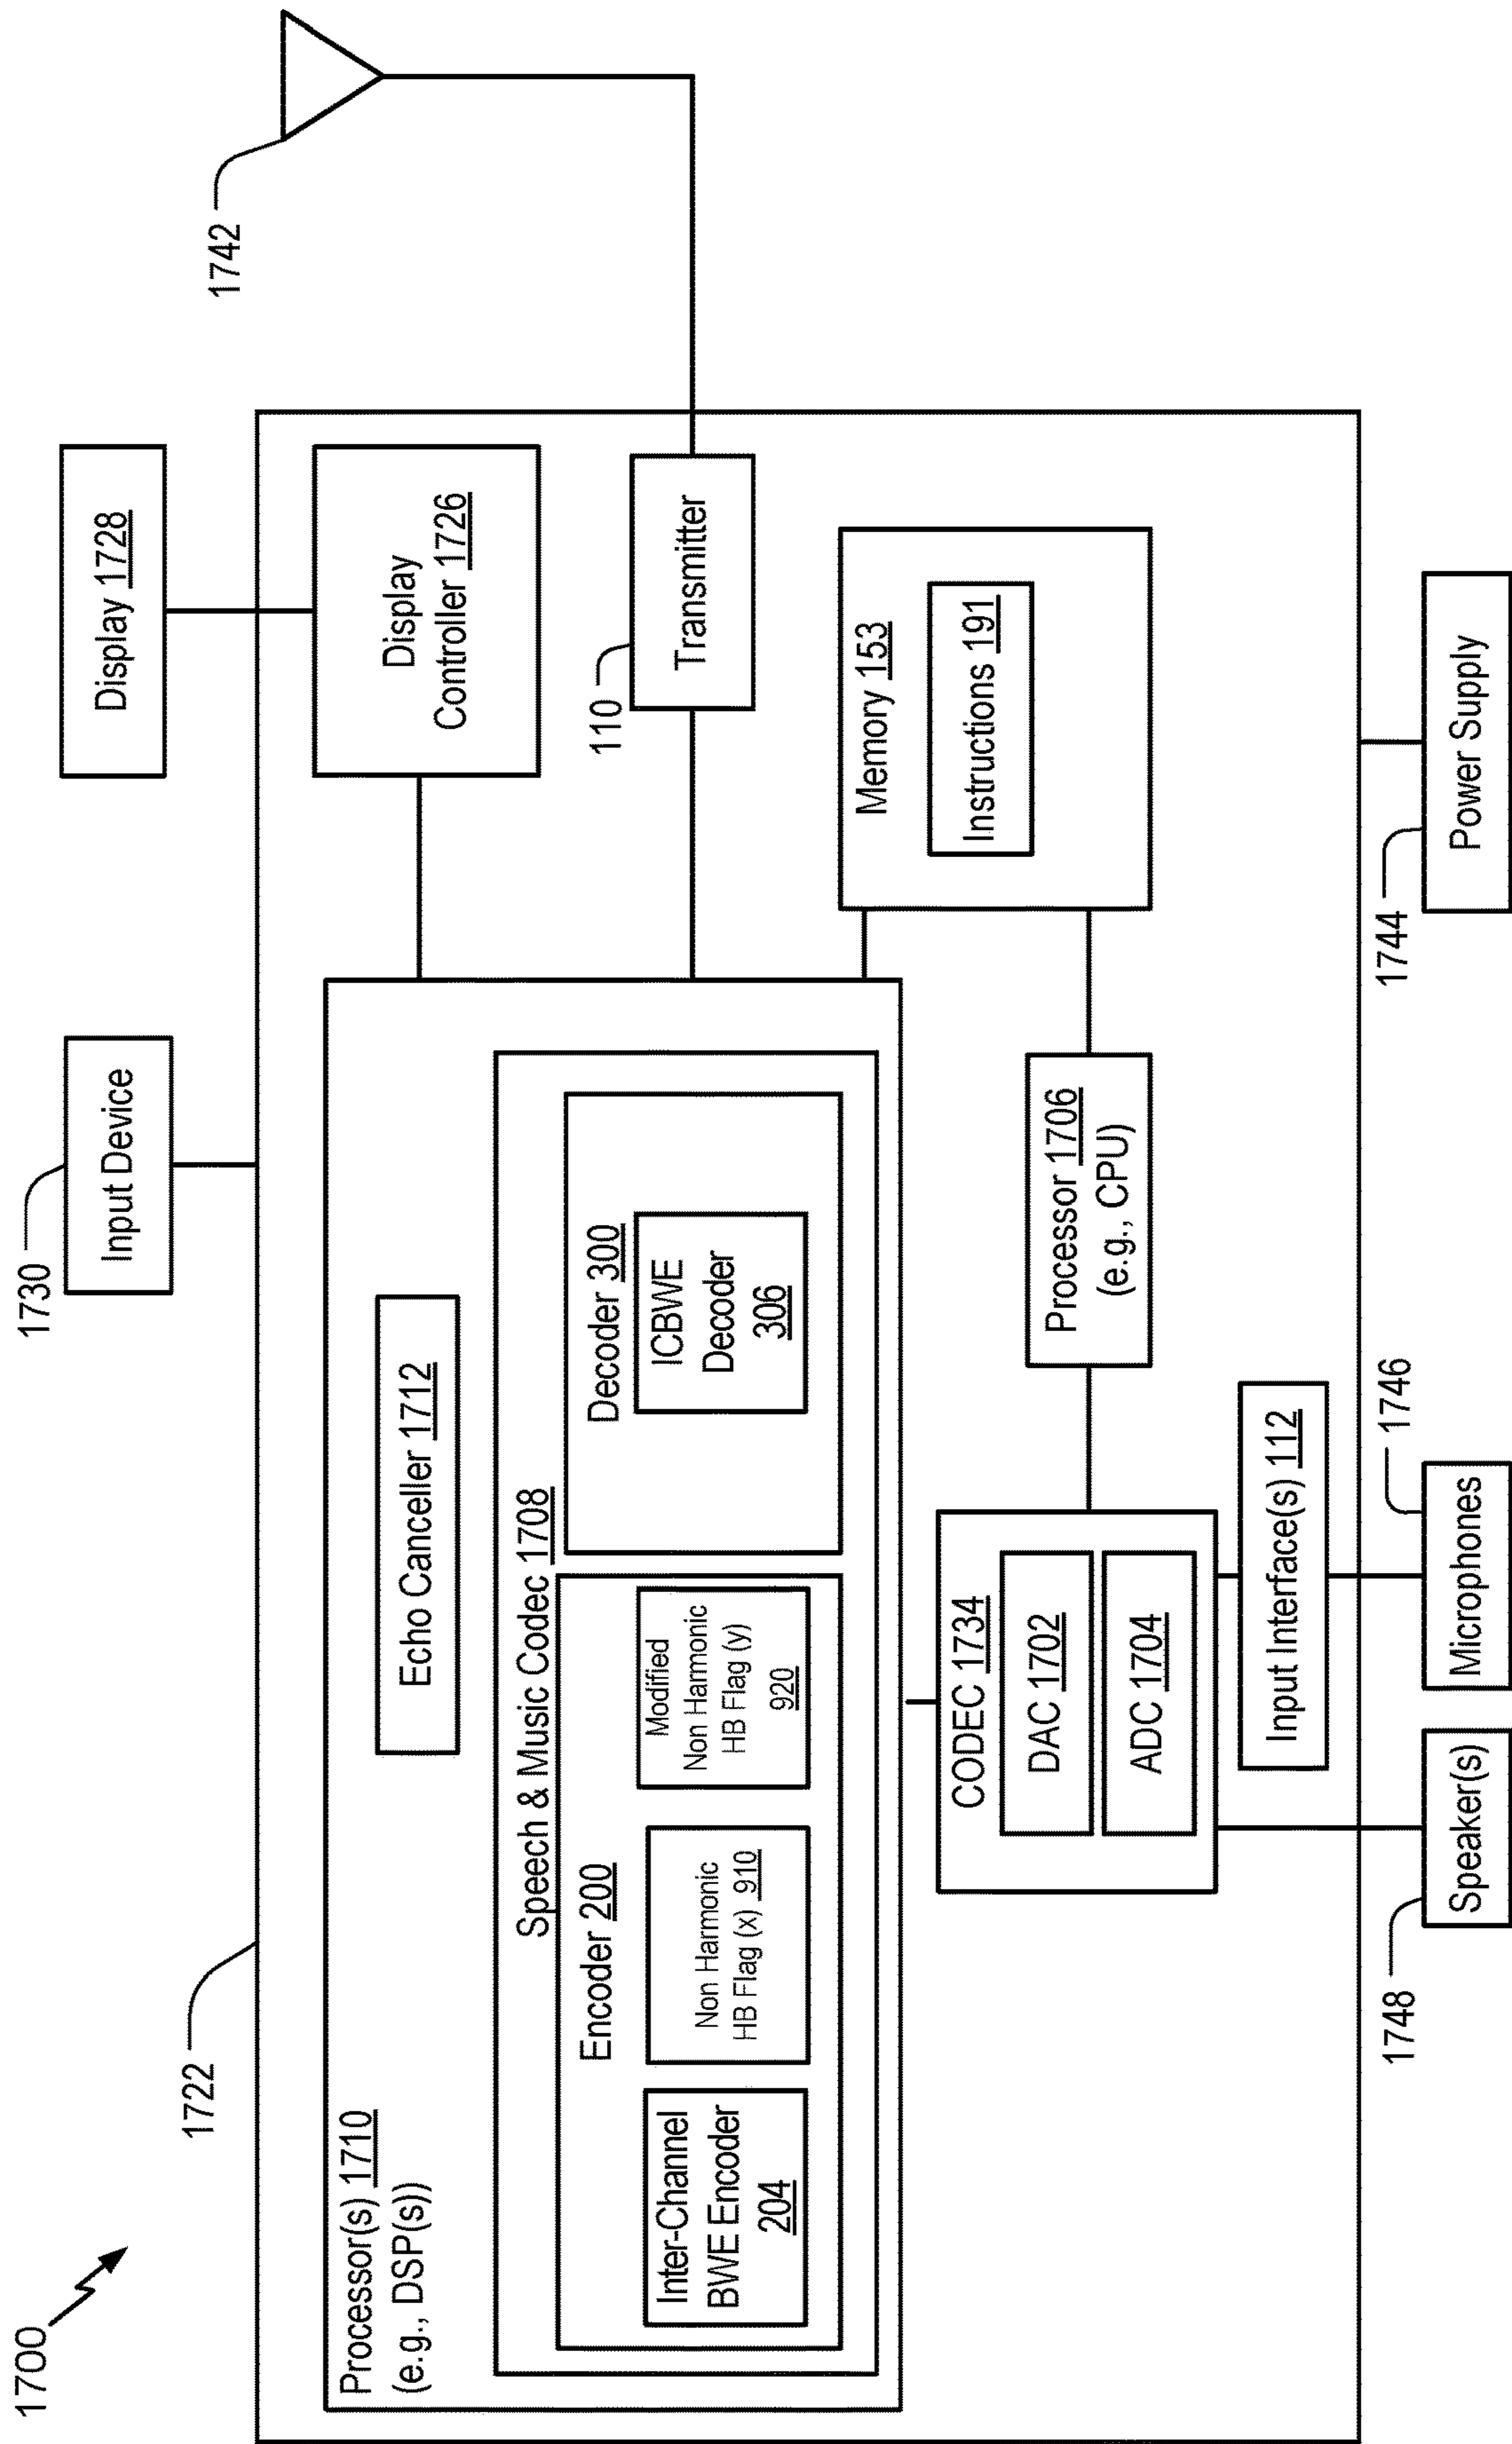 1700
1722
1730
Input Device
Display 1728
1742
Processor(s) 1710
(e.g., DSP(s))
Echo Canceller 1712
Display
Controller 1726
Speech & Music Codec 1708
Encoder 200
Inter-Channel
BWE Encoder
204
Non Harmonic
HB Flag (x) 910
Modified
Non Harmonic
HB Flag (y)
920
Decoder 300
ICBWE
Decoder
306
110
Transmitter
Memory 153
Instructions 191
CODEC 1734
DAC 1702
ADC 1704
Processor 1706
(e.g., CPU)
Input Interface(s) 112
1748
Speaker(s)
1746
Microphones
1744
Power Supply